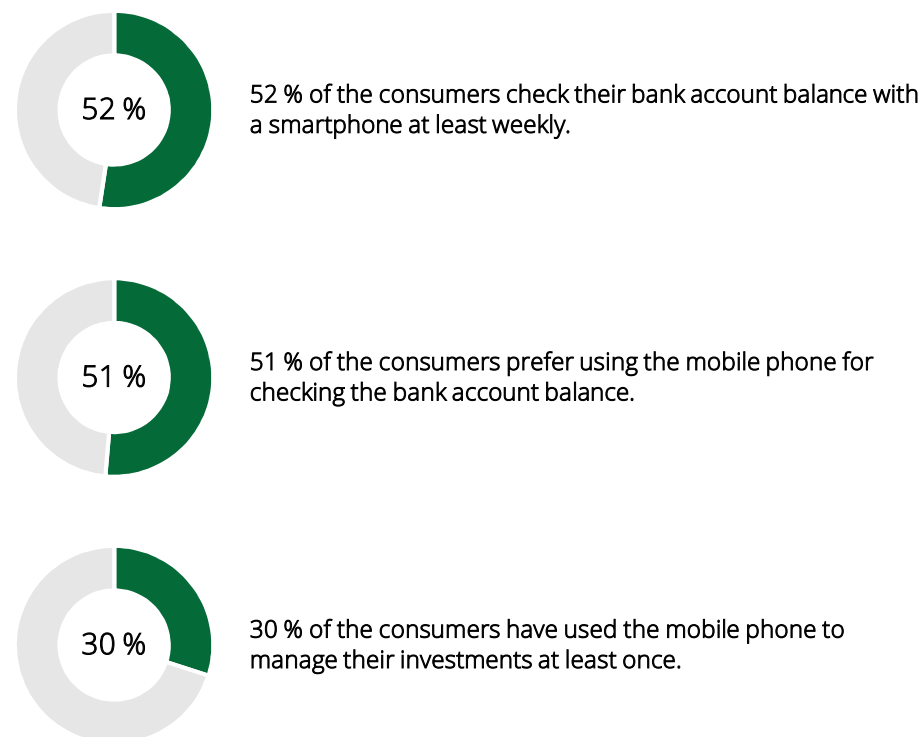 52 %
52 % of the consumers check their bank account balance with
a smartphone at least weekly.
51 %
51 % of the consumers prefer using the mobile phone for
checking the bank account balance.
30 %
30 % of the consumers have used the mobile phone to
manage their investments at least once.